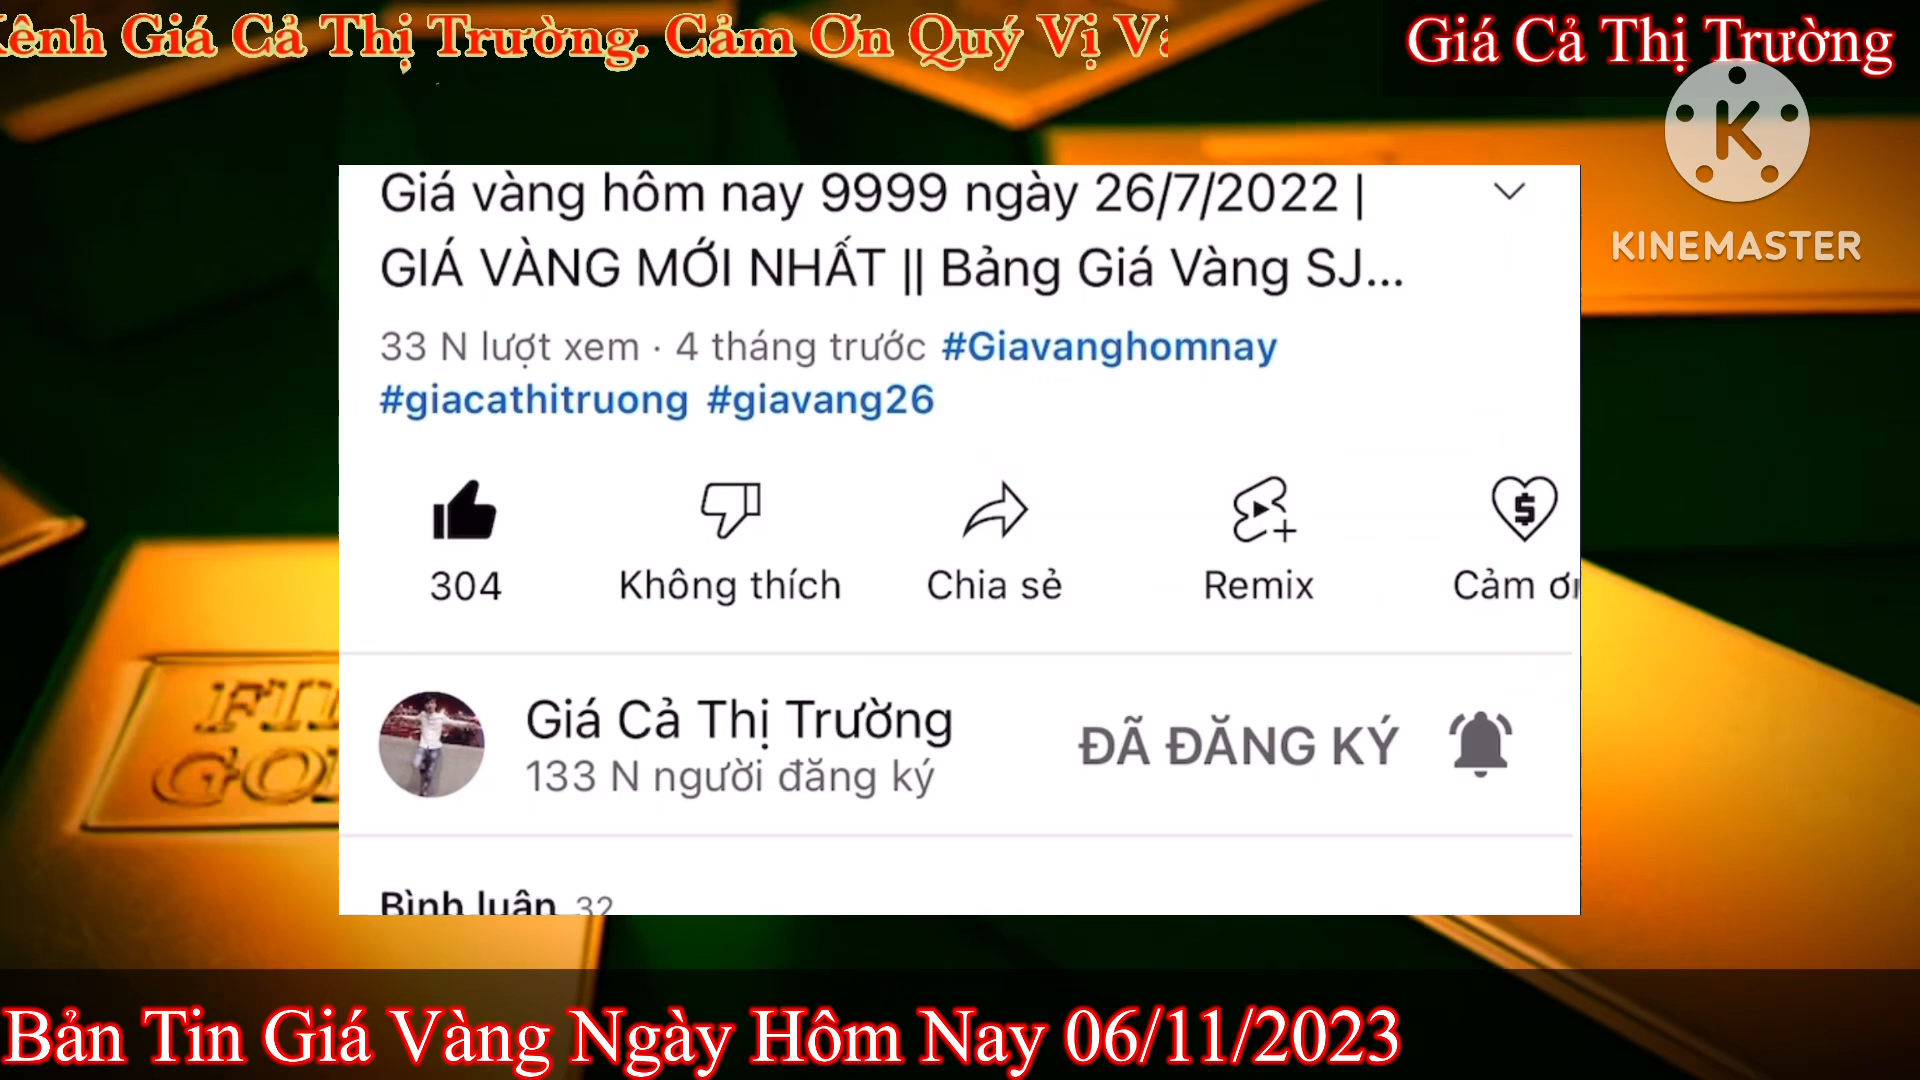 Kênh Giá Cả Thị Trường. Cảm Ơn Quý Vị
Giá Cả Thị Trường
K
KINEMASTER
Giá vàng hôm nay 9999 ngày 26/7/2022 |
GIÁ VÀNG MỚI NHẤT || Bảng Giá Vàng SJ...
33 N lượt xem · 4 tháng trước #Giavanghomnay
#giacathitruong #giavang26
304
Không thích
Chia sẻ
Remix
Cảm ơn
Giá Cả Thị Trường
133 N người đăng ký
ĐÃ ĐĂNG KÝ
Bình luận 32
Bản Tin Giá Vàng Ngày Hôm Nay 06/11/2023